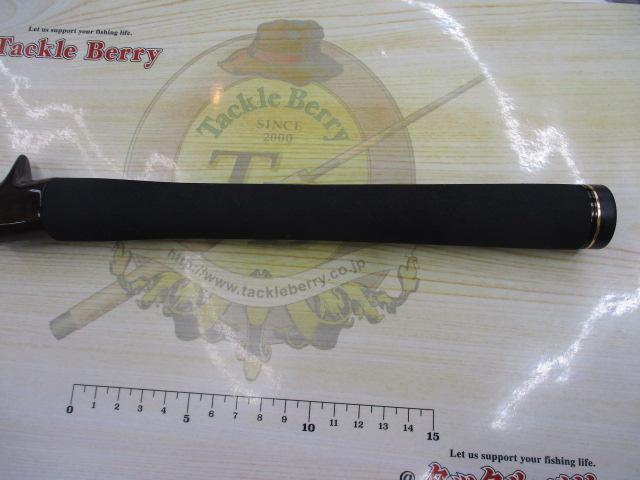 Let us support your fishing life.
Tackle Berry
Tackle Berry
SINCE
2000
http://www.tackleberry.co.jp
0 1 2 3 4 5 6 7 8 9 10 11 12 13 14 15
Let us support your fishing life.